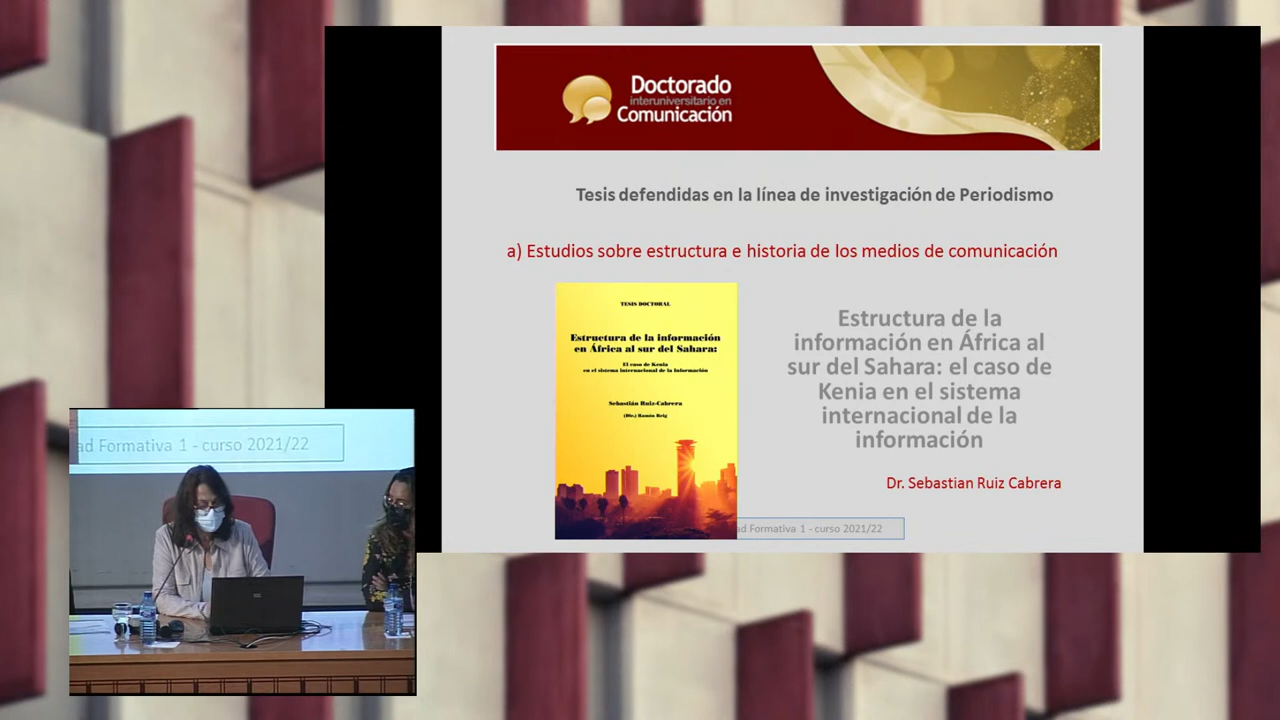 Doctorado
interuniversitario en
Comunicación
Tesis defendidas en la línea de investigación de Periodismo
a) Estudios sobre estructura e historia de los medios de comunicación
TESIS DOCTORAL
Estructura de la información
en África al sur del Sahara:
El caso de Kenia
en el sistema internacional de la Información
Sebastián Ruiz-Cabrera
(Dir.) Ramón Reig
Estructura de la
información en África al
sur del Sahara: el caso de
Kenia en el sistema
internacional de la
información
Dr. Sebastian Ruiz Cabrera
ad Formativa 1 - curso 2021/22
ad Formativa 1 - curso 2021/22